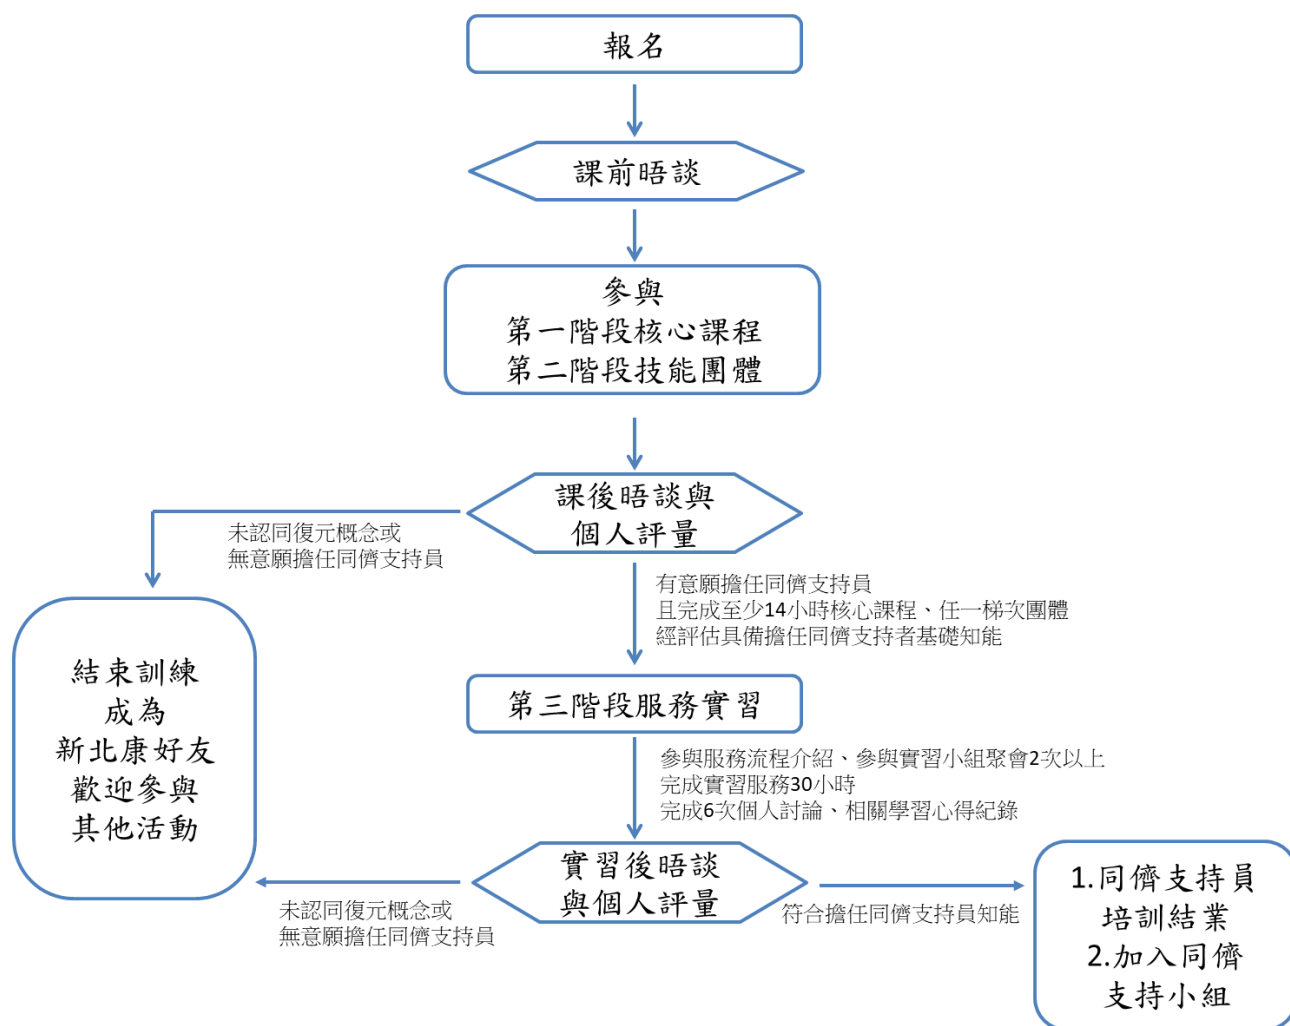 報名
課前晤談
參與
第一階段核心課程
第二階段技能團體
課後晤談與
個人評量
未認同復元概念或
無意願擔任同儕支持員
有意願擔任同儕支持員
且完成至少14小時核心課程、任一梯次團體
經評估具備擔任同儕支持者基礎知能
結束訓練
成為
新北康好友
歡迎參與
其他活動
第三階段服務實習
參與服務流程介紹、參與實習小組聚會2次以上
完成實習服務30小時
完成6次個人討論、相關學習心得紀錄
實習後晤談
與個人評量
未認同復元概念或
無意願擔任同儕支持員
符合擔任同儕支持員知能
1.同儕支持員
培訓結業
2.加入同儕
支持小組